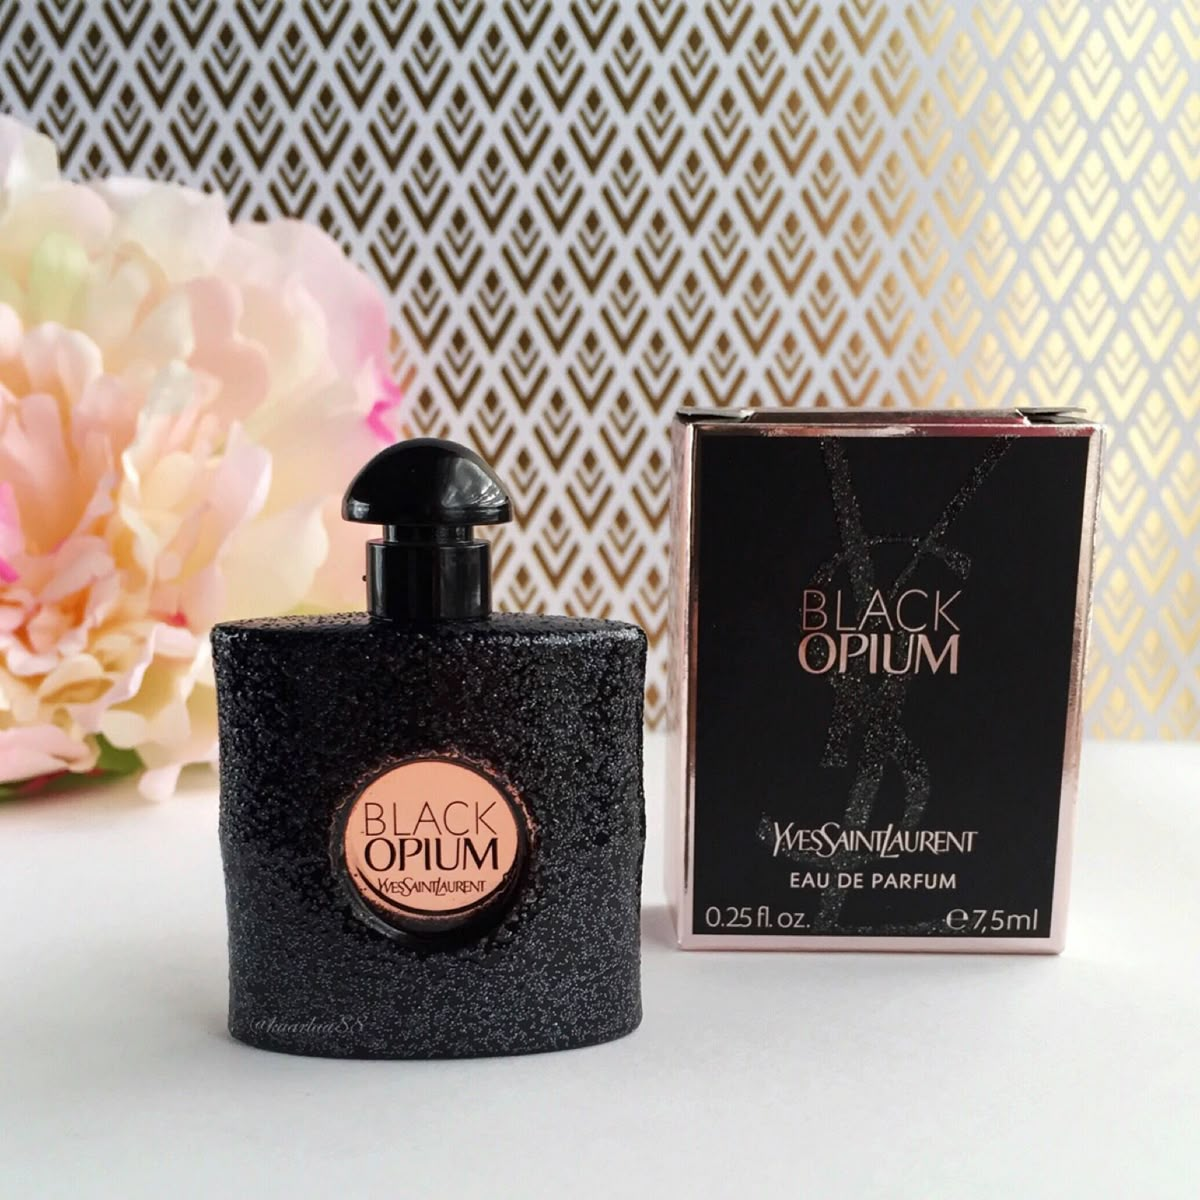 BLACK
OPIUM
YVESSAINTLAURENT
BLACK
OPIUM
YVESSAINTLAURENT
EAU DE PARFUM
0.25 fl. oz. ℮7,5ml